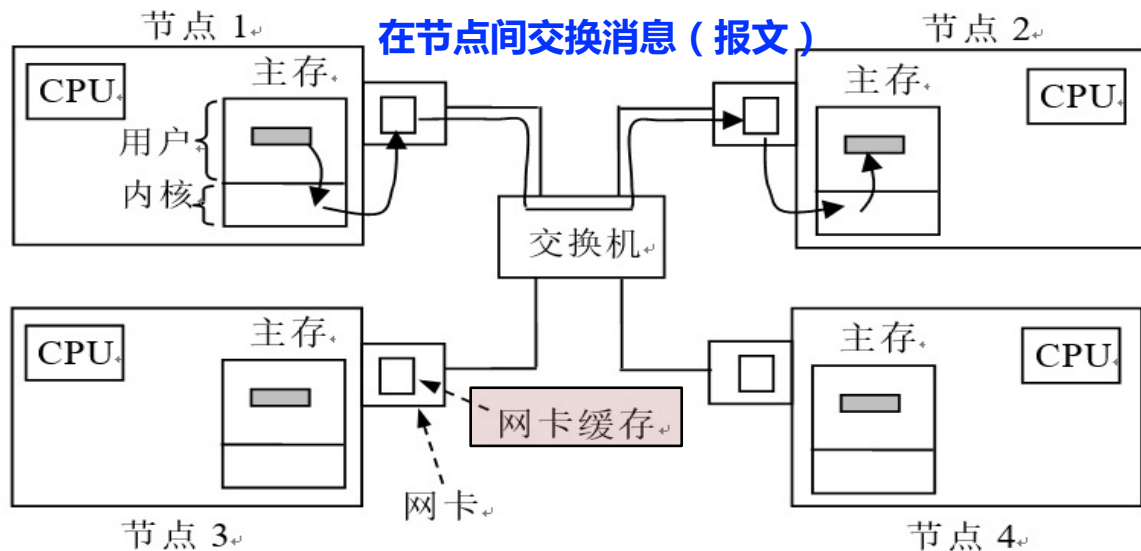 节点 1
在节点间交换消息（报文）
节点 2
CPU
主存
用户
内核
主存
CPU
交换机
CPU
主存
主存
CPU
网卡缓存
网卡
节点 3
节点 4